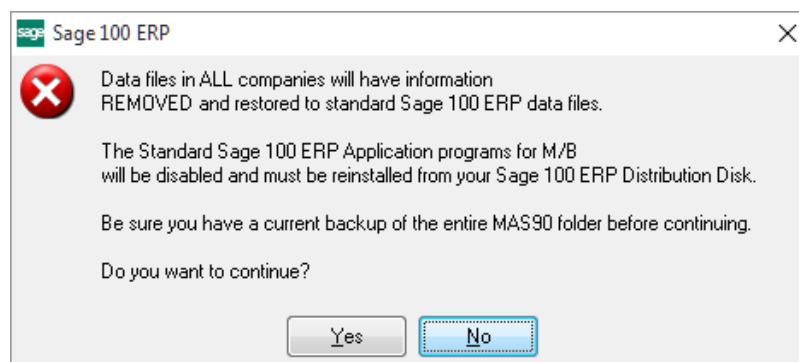 sage Sage 100 ERP
Data files in ALL companies will have information
REMOVED and restored to standard Sage 100 ERP data files.
The Standard Sage 100 ERP Application programs for M/B
will be disabled and must be reinstalled from your Sage 100 ERP Distribution Disk.
Be sure you have a current backup of the entire MAS90 folder before continuing.
Do you want to continue?
Yes No